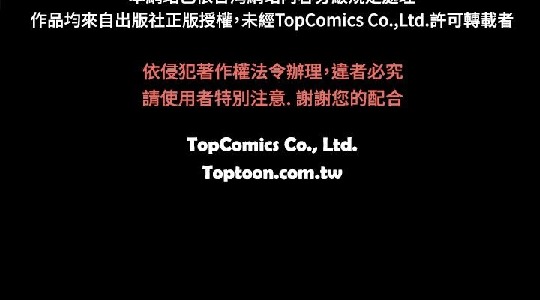 作品均來自出版社正版授權，未經TopComics Co.,Ltd.許可轉載者
依侵犯著作權法令辦理，違者必究
請使用者特別注意. 謝謝您的配合
TopComics Co., Ltd.
Toptoon.com.tw